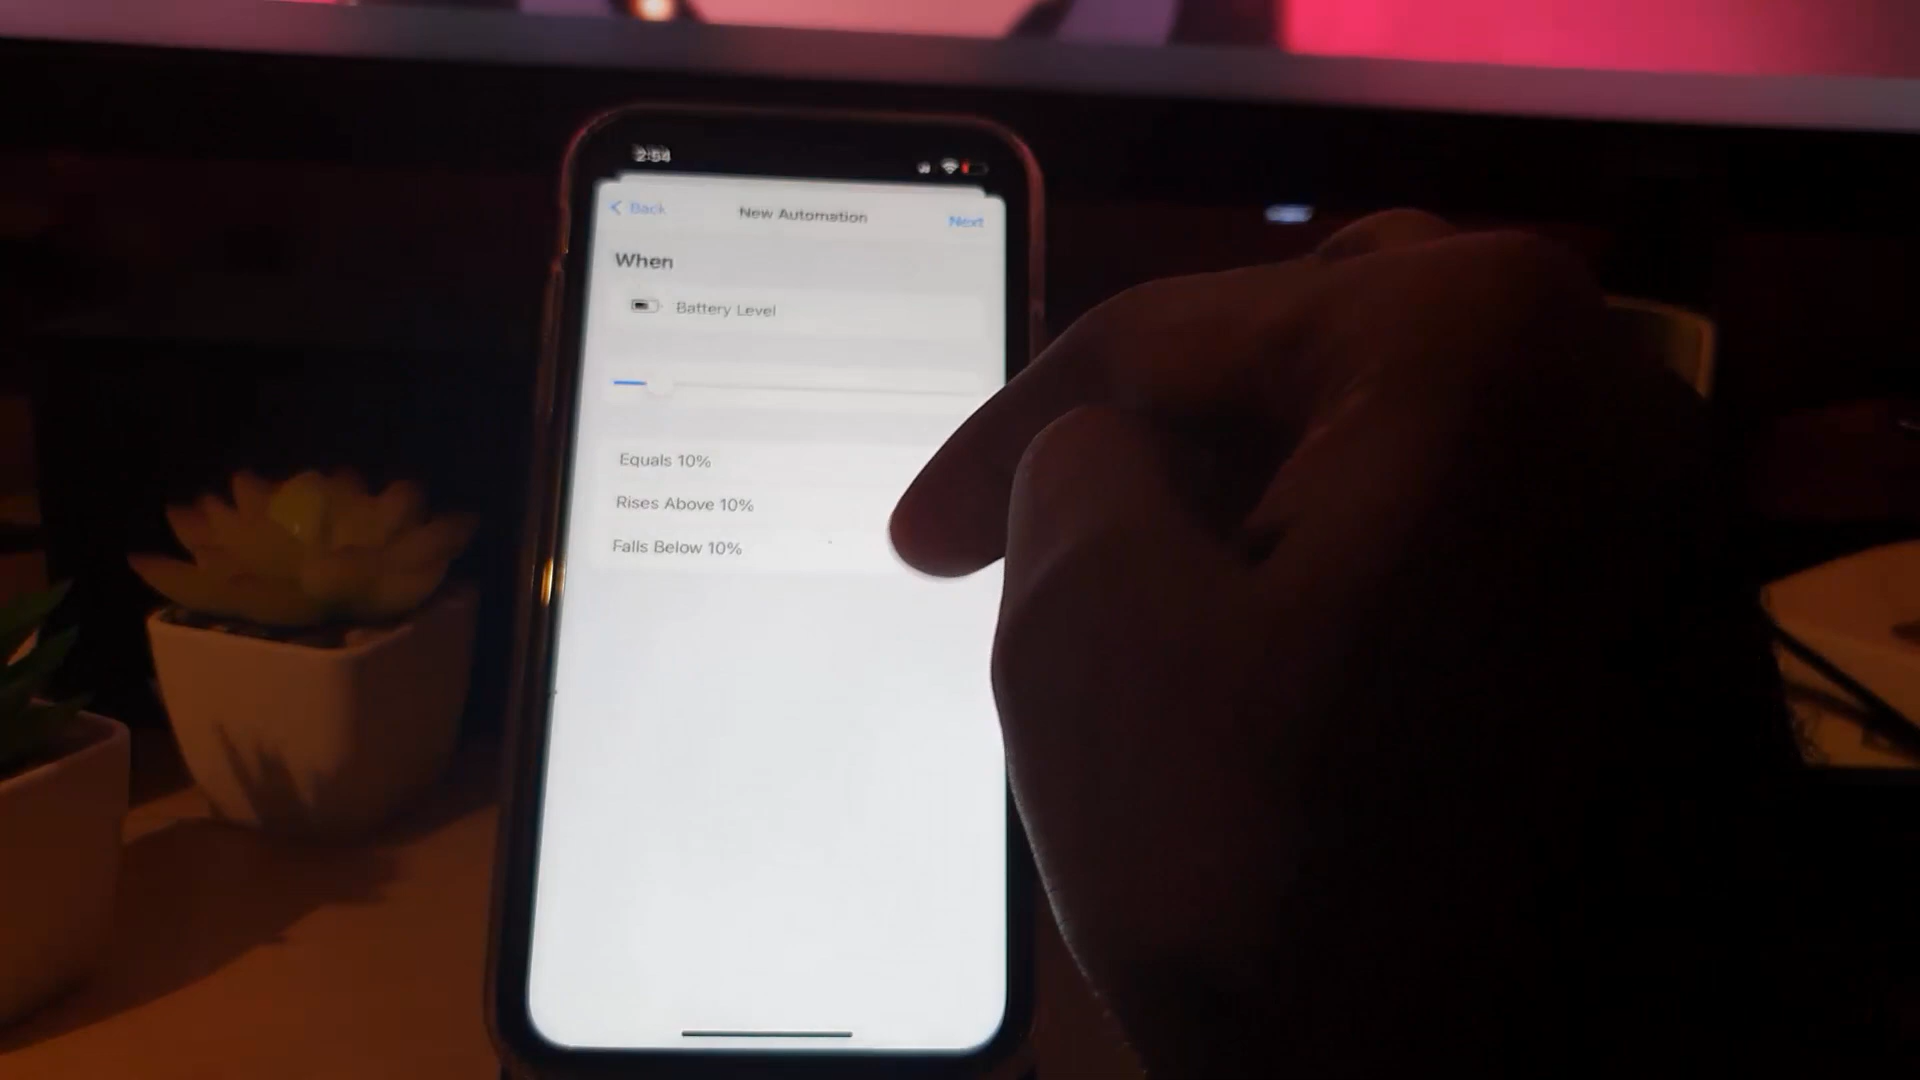 2:54
Back New Automation Next
When
Battery Level
Equals 10%
Rises Above 10%
Falls Below 10%